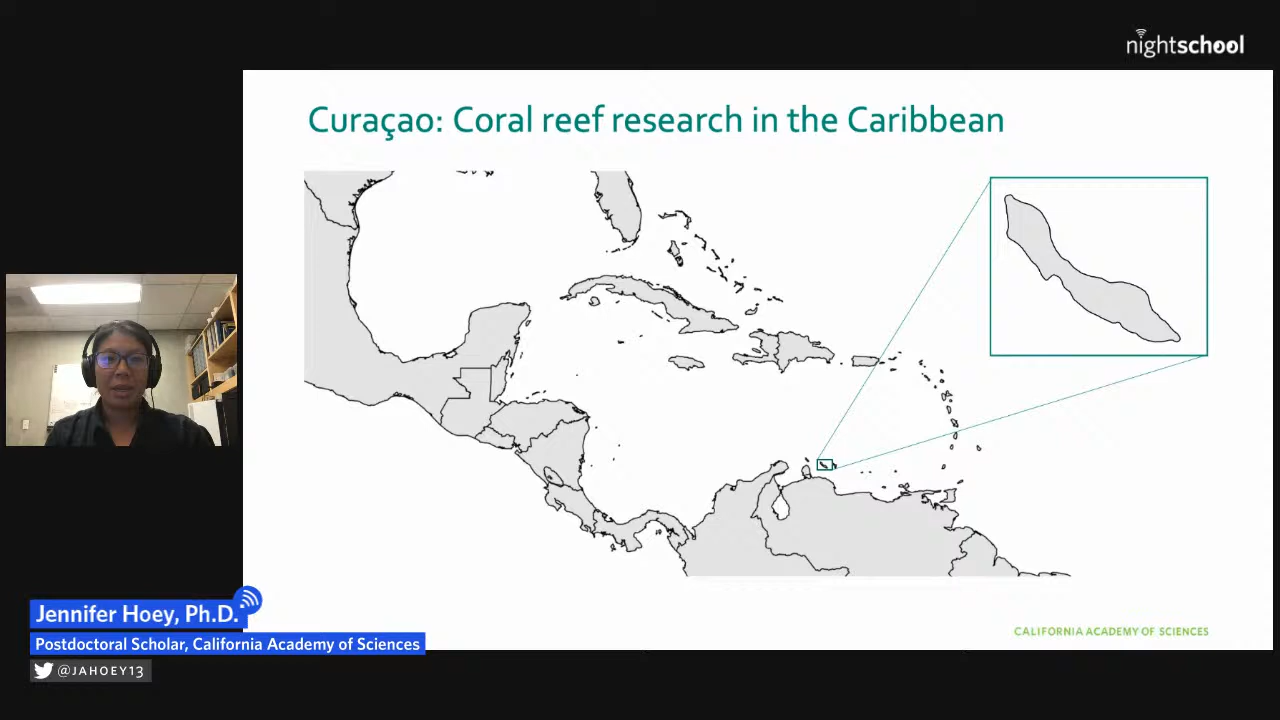 nightschool
Curaçao: Coral reef research in the Caribbean
Jennifer Hoey, Ph.D.
Postdoctoral Scholar, California Academy of Sciences
@JAHOEY13
CALIFORNIA ACADEMY OF SCIENCES